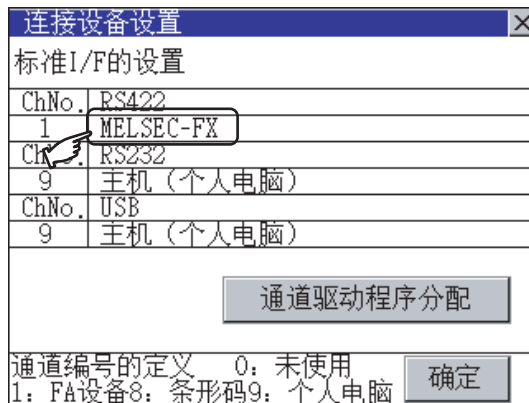 连接设备设置
标准I/F的设置
ChNo. RS422
1 MELSEC-FX
ChNo. RS232
9 主机（个人电脑）
ChNo. USB
9 主机（个人电脑）
通道驱动程序分配
通道编号的定义 0：未使用
1：FA设备8：条形码9：个人电脑
确定